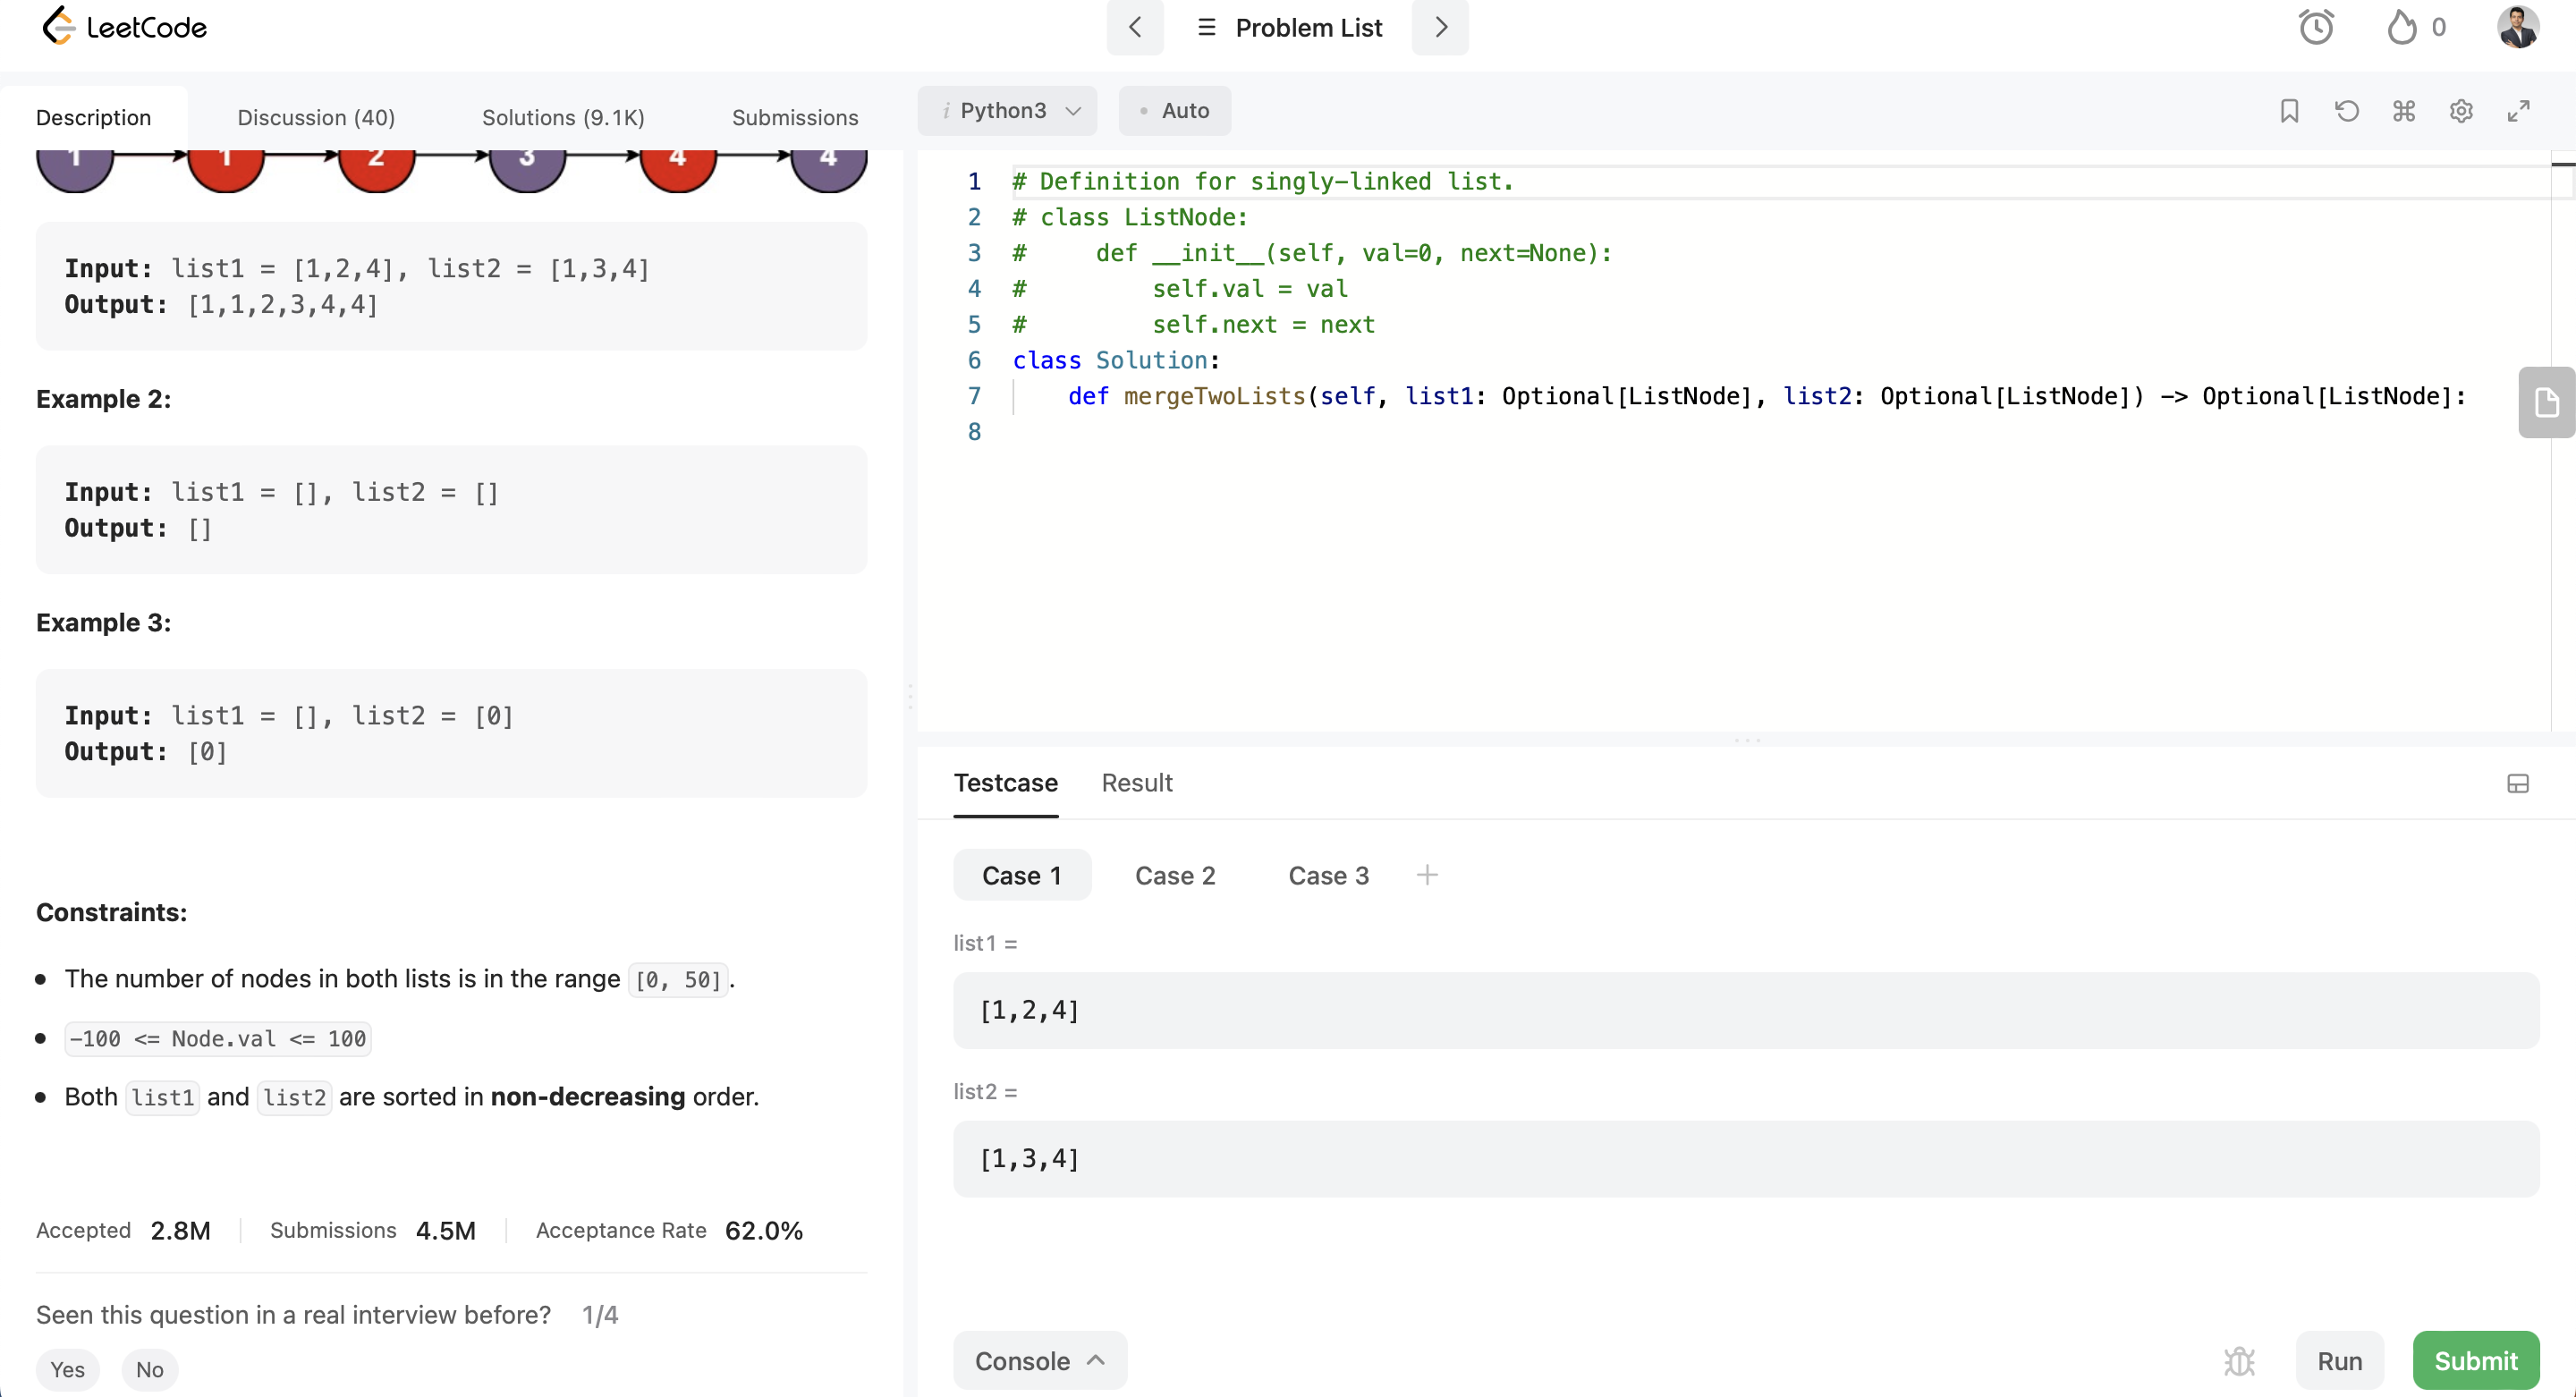 LeetCode
Problem List
0
Description
Discussion (40)
Solutions (9.1K)
Submissions
1 1 2 3 4 4
Input: list1 = [1,2,4], list2 = [1,3,4]
Output: [1,1,2,3,4,4]
Example 2:
Input: list1 = [], list2 = []
Output: []
Example 3:
Input: list1 = [], list2 = [0]
Output: [0]
Constraints:
The number of nodes in both lists is in the range [0, 50].
-100 <= Node.val <= 100
Both list1 and list2 are sorted in non-decreasing order.
Accepted 2.8M
Submissions 4.5M
Acceptance Rate 62.0%
Seen this question in a real interview before? 1/4
Yes
No
i Python3
Auto
1 # Definition for singly-linked list.
2 # class ListNode:
3 #     def __init__(self, val=0, next=None):
4 #         self.val = val
5 #         self.next = next
6 class Solution:
7     def mergeTwoLists(self, list1: Optional[ListNode], list2: Optional[ListNode]) -> Optional[ListNode]:
8
Testcase
Result
Case 1
Case 2
Case 3
+
list1 =
[1,2,4]
list2 =
[1,3,4]
Console
Run
Submit